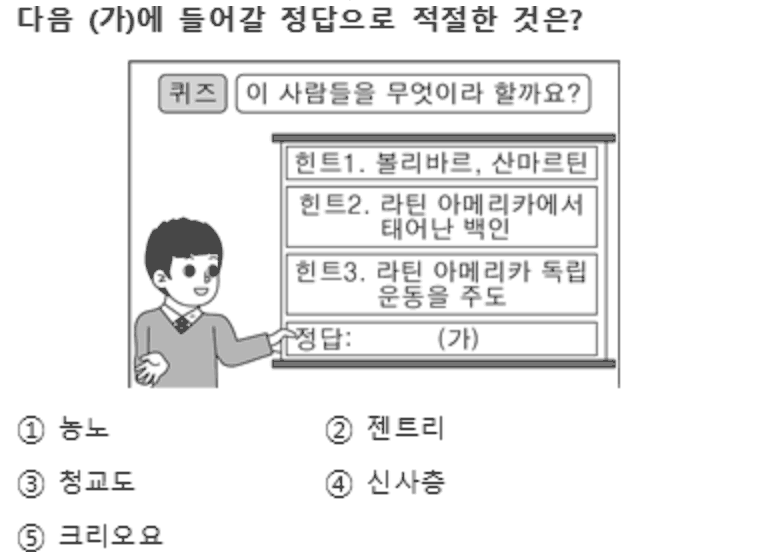 다음 (가)에 들어갈 정답으로 적절한 것은?
퀴즈 이 사람들을 무엇이라 할까요?
힌트1. 볼리바르, 산마르틴
힌트2. 라틴 아메리카에서
태어난 백인
힌트3. 라틴 아메리카 독립
운동을 주도
정답: (가)
① 농노 ② 젠트리
③ 청교도 ④ 신사층
⑤ 크리오요